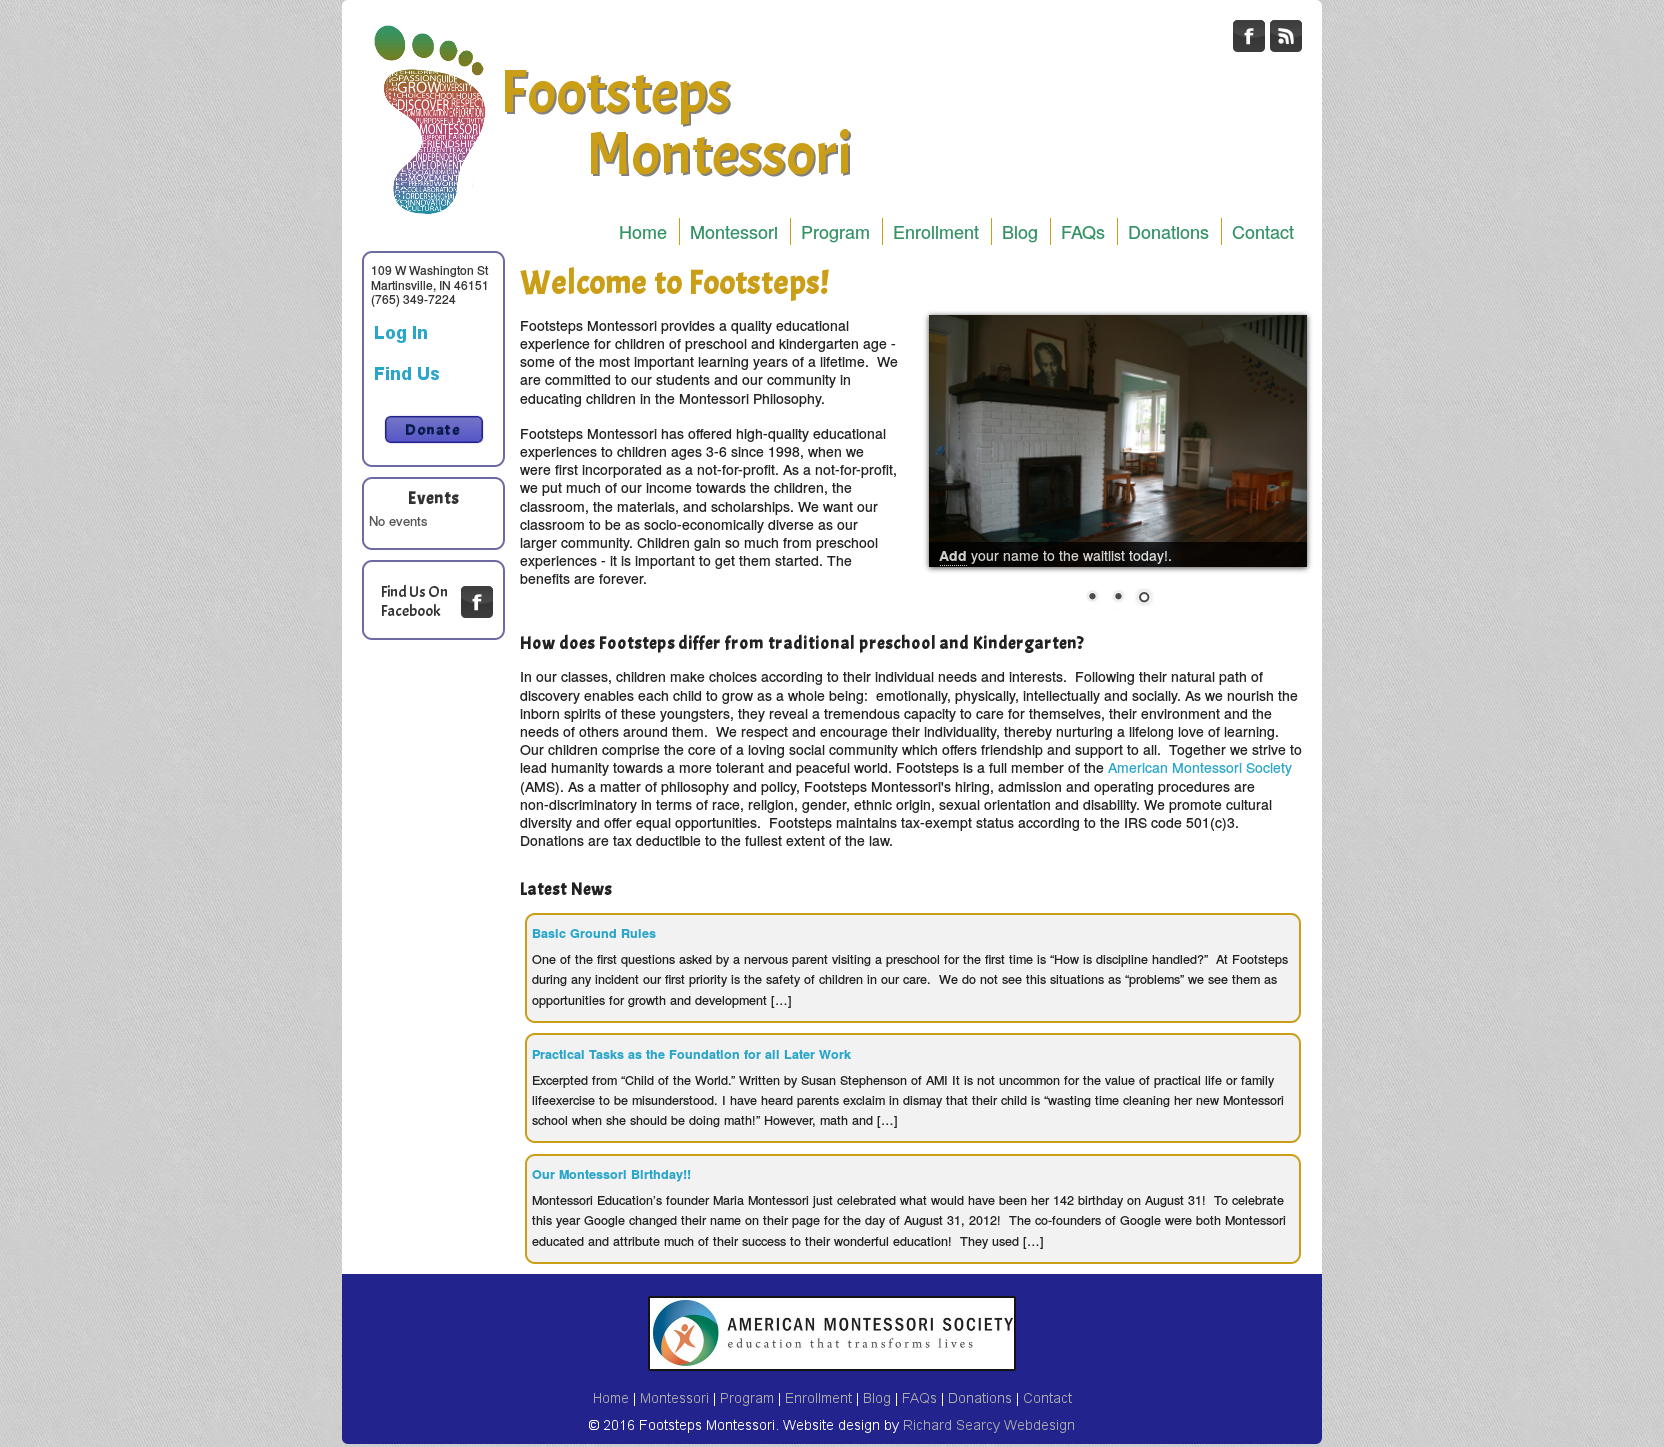 GROW
DISCOVER
MONTESSORI
Footsteps
Montessori
Home
Montessori
Program
Enrollment
Blog
FAQs
Donations
Contact
109 W Washington St
Martinsville, IN 46151
(765) 349-7224
Log In
Find Us
Donate
Events
No events
Find Us On
Facebook
Welcome to Footsteps!
Footsteps Montessori provides a quality educational
experience for children of preschool and kindergarten age -
some of the most important learning years of a lifetime.  We
are committed to our students and our community in
educating children in the Montessori Philosophy.
Footsteps Montessori has offered high-quality educational
experiences to children ages 3-6 since 1998, when we
were first incorporated as a not-for-profit. As a not-for-profit,
we put much of our income towards the children, the
classroom, the materials, and scholarships. We want our
classroom to be as socio-economically diverse as our
larger community. Children gain so much from preschool
experiences - it is important to get them started. The
benefits are forever.
Add your name to the waitlist today!.
How does Footsteps differ from traditional preschool and Kindergarten?
In our classes, children make choices according to their individual needs and interests.  Following their natural path of
discovery enables each child to grow as a whole being:  emotionally, physically, intellectually and socially. As we nourish the
inborn spirits of these youngsters, they reveal a tremendous capacity to care for themselves, their environment and the
needs of others around them.  We respect and encourage their individuality, thereby nurturing a lifelong love of learning.
Our children comprise the core of a loving social community which offers friendship and support to all.  Together we strive to
lead humanity towards a more tolerant and peaceful world. Footsteps is a full member of the American Montessori Society
(AMS). As a matter of philosophy and policy, Footsteps Montessori's hiring, admission and operating procedures are
non-discriminatory in terms of race, religion, gender, ethnic origin, sexual orientation and disability. We promote cultural
diversity and offer equal opportunities.  Footsteps maintains tax-exempt status according to the IRS code 501(c)3.
Donations are tax deductible to the fullest extent of the law.
Latest News
Basic Ground Rules
One of the first questions asked by a nervous parent visiting a preschool for the first time is “How is discipline handled?”  At Footsteps
during any incident our first priority is the safety of children in our care.  We do not see this situations as “problems” we see them as
opportunities for growth and development […]
Practical Tasks as the Foundation for all Later Work
Excerpted from “Child of the World.” Written by Susan Stephenson of AMI It is not uncommon for the value of practical life or family
lifeexercise to be misunderstood. I have heard parents exclaim in dismay that their child is “wasting time cleaning her new Montessori
school when she should be doing math!” However, math and […]
Our Montessori Birthday!!
Montessori Education’s founder Maria Montessori just celebrated what would have been her 142 birthday on August 31!  To celebrate
this year Google changed their name on their page for the day of August 31, 2012!  The co-founders of Google were both Montessori
educated and attribute much of their success to their wonderful education!  They used […]
AMERICAN MONTESSORI SOCIETY
education that transforms lives
Home | Montessori | Program | Enrollment | Blog | FAQs | Donations | Contact
© 2016 Footsteps Montessori. Website design by Richard Searcy Webdesign